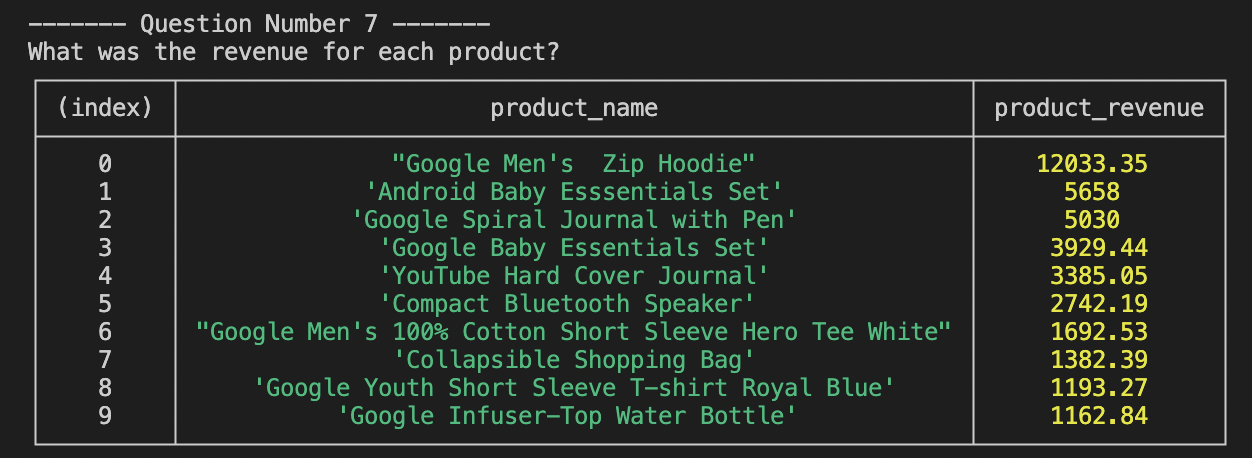 ------- Question Number 7 -------
What was the revenue for each product?
(index) product_name product_revenue
0 "Google Men's  Zip Hoodie" 12033.35
1 'Android Baby Esssentials Set' 5658
2 'Google Spiral Journal with Pen' 5030
3 'Google Baby Essentials Set' 3929.44
4 'YouTube Hard Cover Journal' 3385.05
5 'Compact Bluetooth Speaker' 2742.19
6 "Google Men's 100% Cotton Short Sleeve Hero Tee White" 1692.53
7 'Collapsible Shopping Bag' 1382.39
8 'Google Youth Short Sleeve T-shirt Royal Blue' 1193.27
9 'Google Infuser-Top Water Bottle' 1162.84